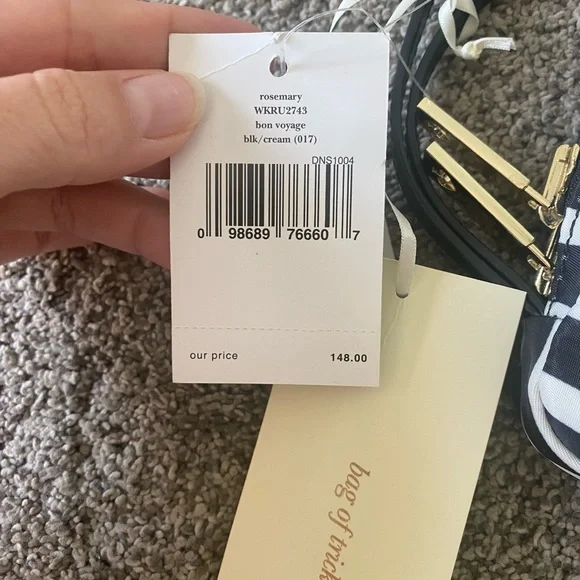 rosemary
WKRU2743
bon voyage
blk/cream (017)
DNS1004
0 98689 76660 7
our price 148.00
bag of trick